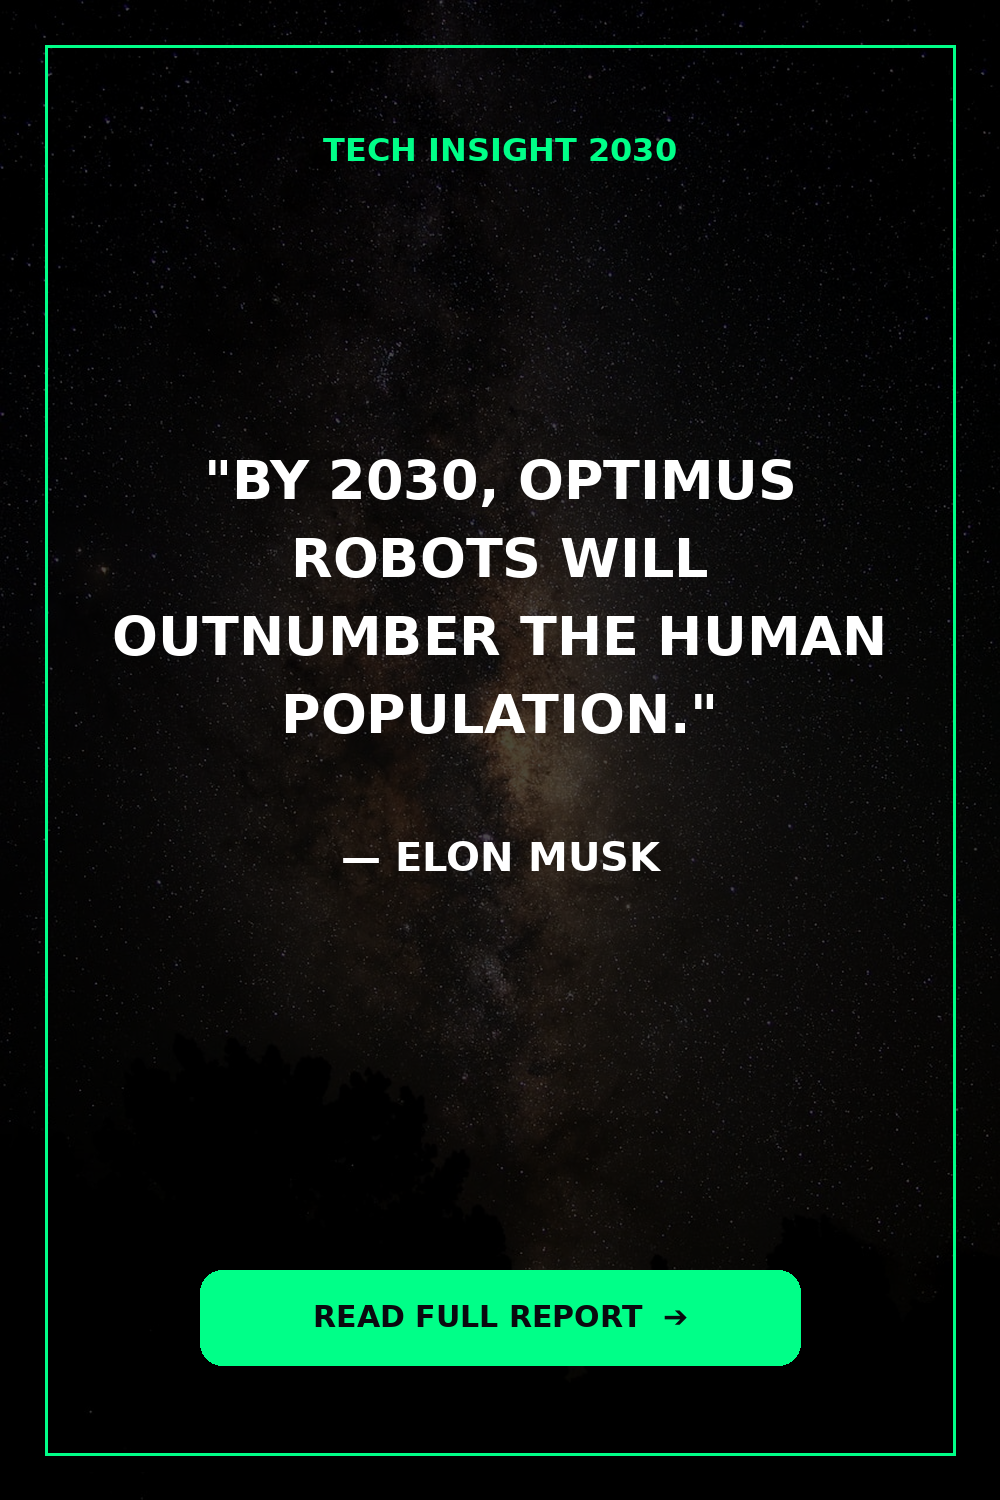 TECH INSIGHT 2030
"BY 2030, OPTIMUS
ROBOTS WILL
OUTNUMBER THE HUMAN
POPULATION."
— ELON MUSK
READ FULL REPORT ➔